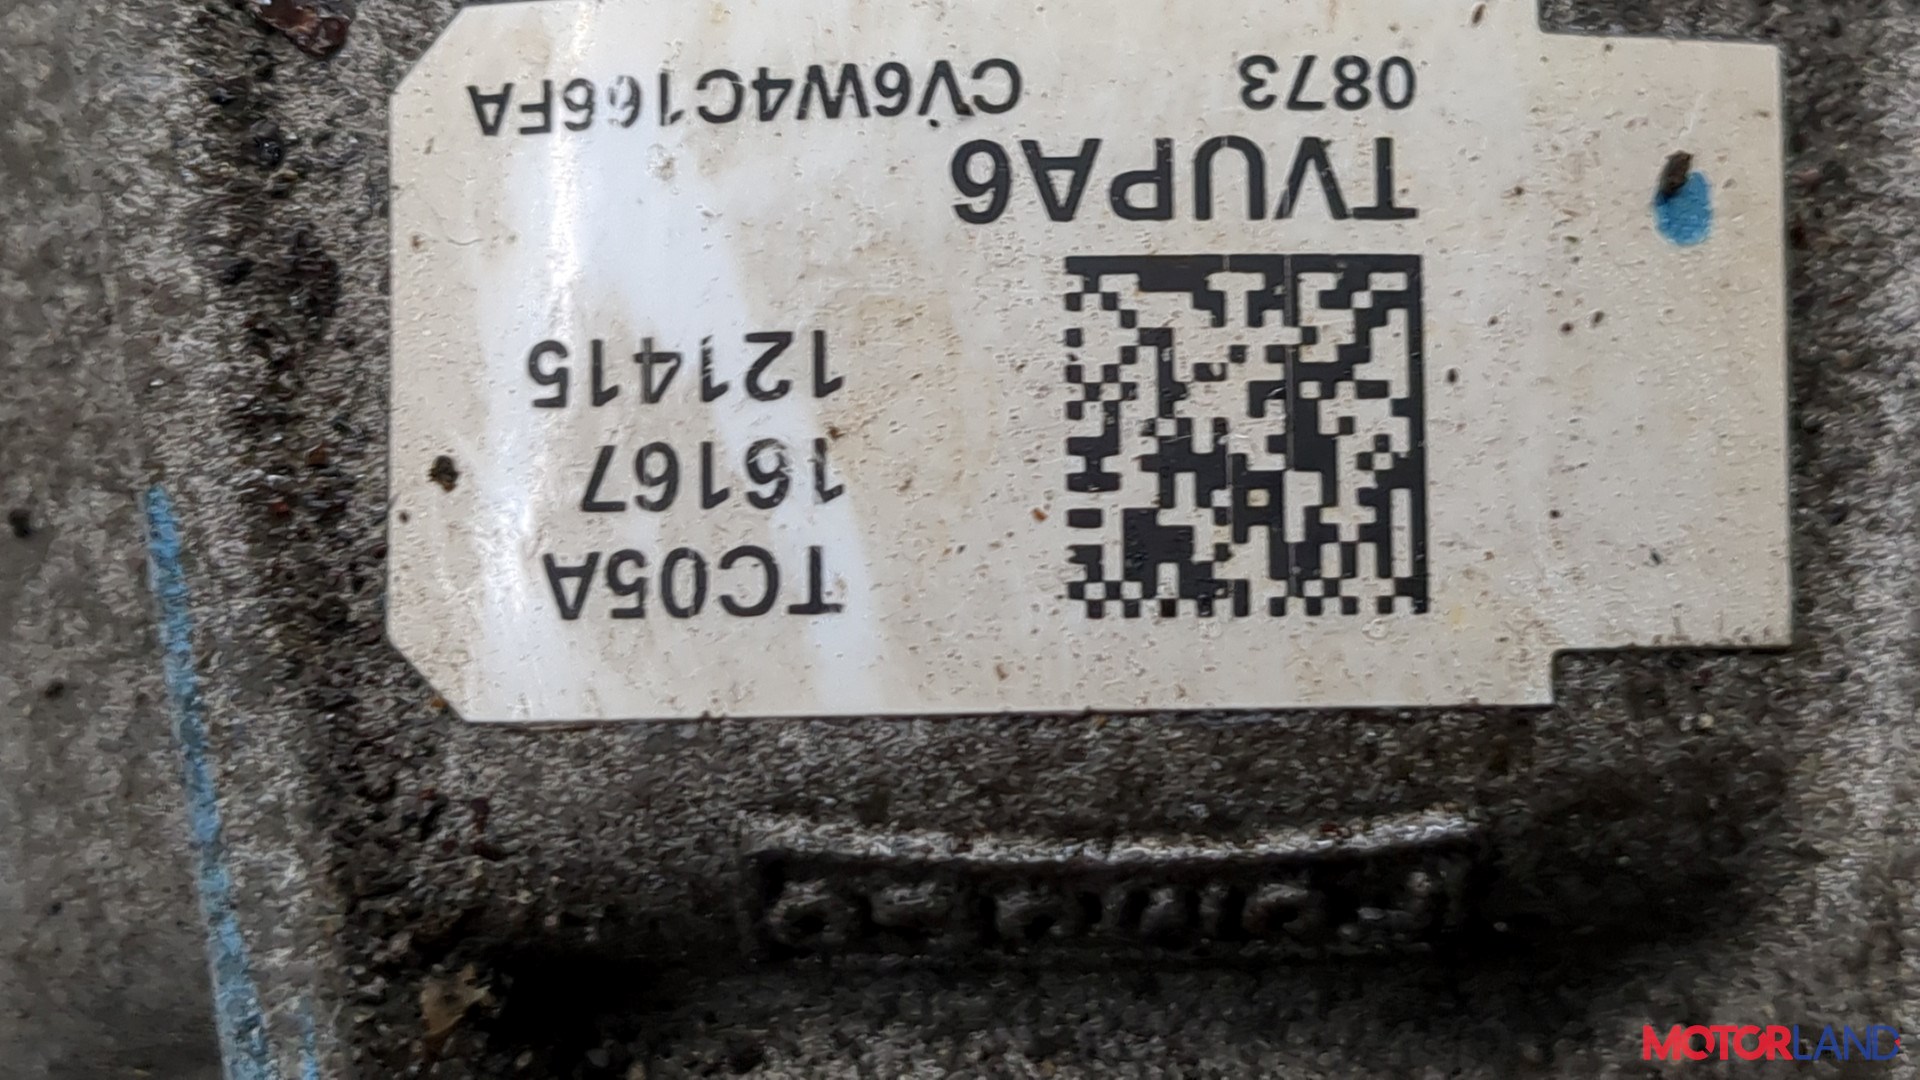 TC05A
16167
121415
TVUPA6
0873 CV6W4C166FA
MOTORLAND